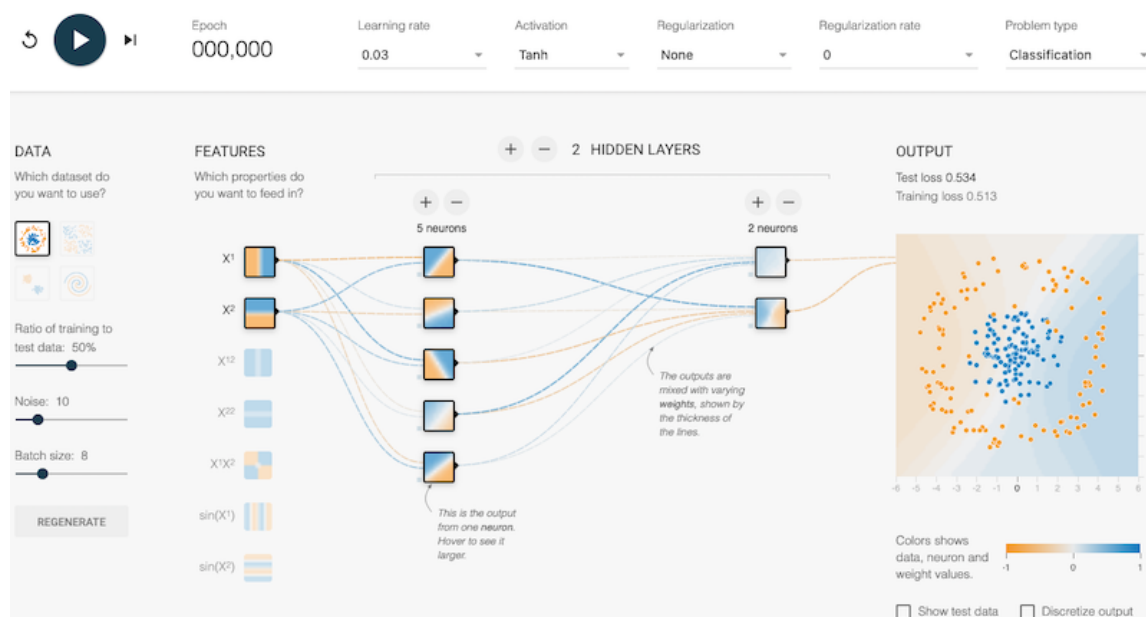 Epoch
000,000
Learning rate
0.03
Activation
Tanh
Regularization
None
Regularization rate
0
Problem type
Classification
DATA
Which dataset do
you want to use?
Ratio of training to
test data: 50%
Noise: 10
Batch size: 8
REGENERATE
FEATURES
Which properties do
you want to feed in?
X1
X2
X12
X22
X1X2
sin(X1)
sin(X2)
+ − 2 HIDDEN LAYERS
+ −
5 neurons
+ −
2 neurons
This is the output
from one neuron.
Hover to see it
larger.
The outputs are
mixed with varying
weights, shown by
the thickness of
the lines.
OUTPUT
Test loss 0.534
Training loss 0.513
-6 -5 -4 -3 -2 -1 0 1 2 3 4 5 6
Colors shows
data, neuron and
weight values.
-1 0 1
Show test data
Discretize output